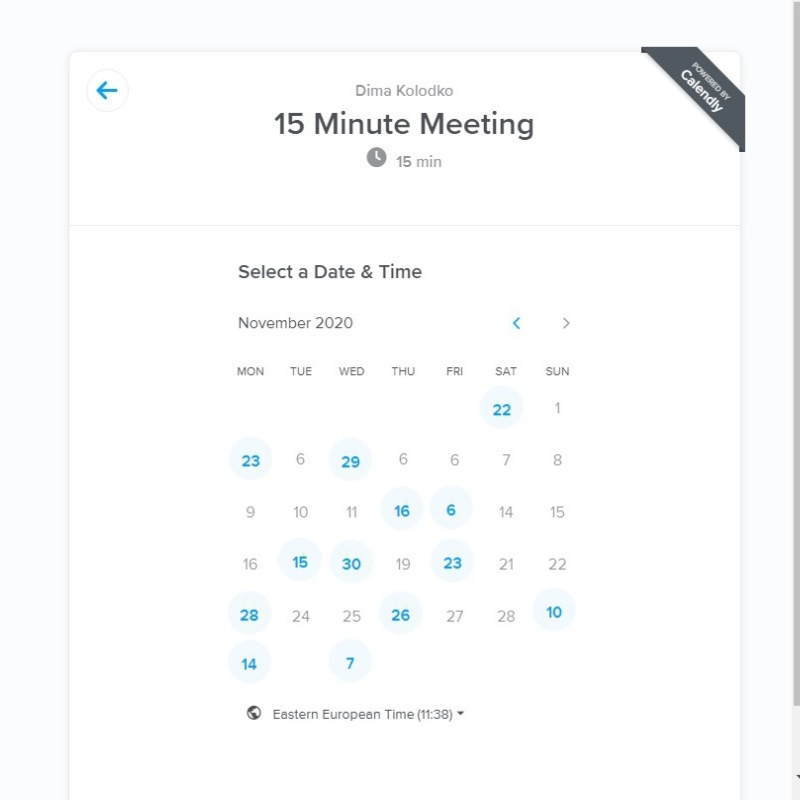 POWERED BY
Calendly
Dima Kolodko
15 Minute Meeting
15 min
Select a Date & Time
November 2020
MON TUE WED THU FRI SAT SUN
22 1
23 6 29 6 6 7 8
9 10 11 16 6 14 15
16 15 30 19 23 21 22
28 24 25 26 27 28 10
14 7
Eastern European Time (11:38)